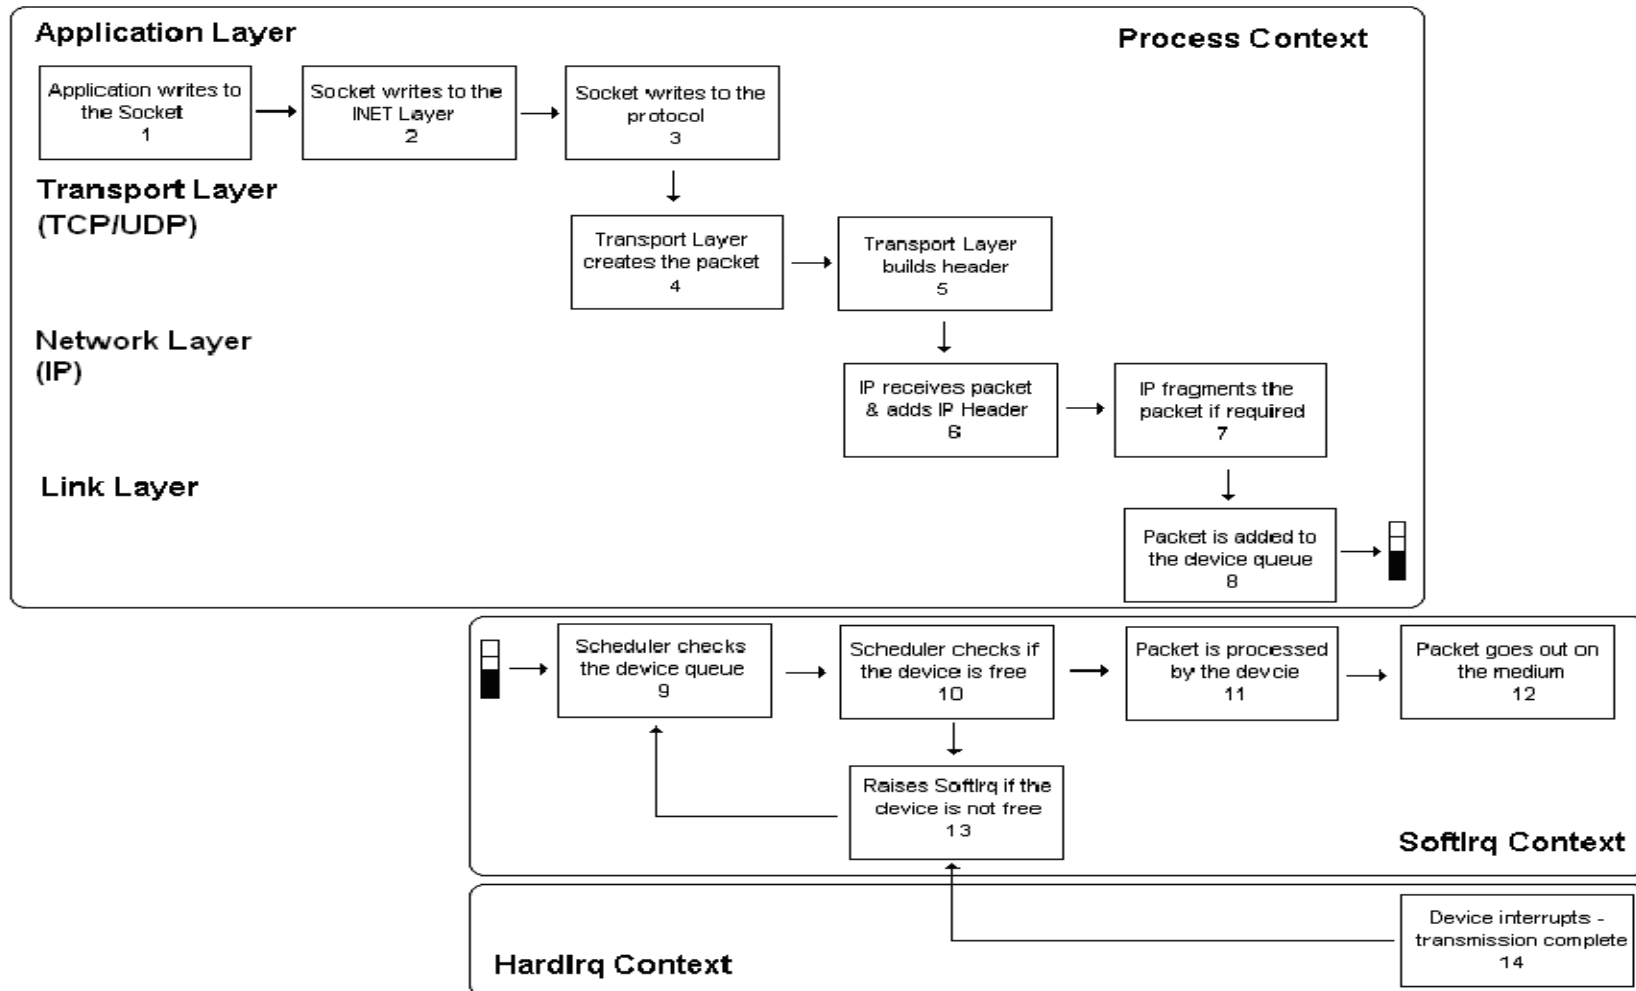 Application Layer
Process Context
Application writes to
the Socket
1
Socket writes to the
INET Layer
2
Socket writes to the
protocol
3
Transport Layer
(TCP/UDP)
Transport Layer
creates the packet
4
Transport Layer
builds header
5
Network Layer
(IP)
IP receives packet
& adds IP Header
6
IP fragments the
packet if required
7
Link Layer
Packet is added to
the device queue
8
Scheduler checks
the device queue
9
Scheduler checks if
the device is free
10
Packet is processed
by the devcie
11
Packet goes out on
the medium
12
Raises SoftIrq if the
device is not free
13
SoftIrq Context
Device interrupts -
transmission complete
14
HardIrq Context